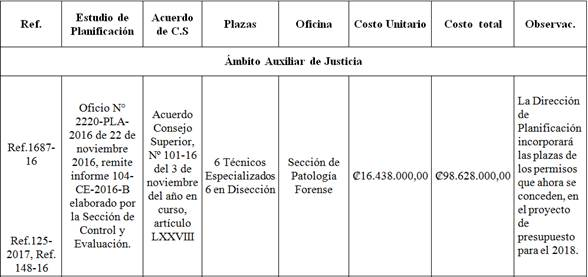 Ref.
Estudio de
Planificación
Acuerdo
de C.S
Plazas
Oficina
Costo Unitario
Costo total
Observac.
Ámbito Auxiliar de Justicia
Ref.1687-
16
Ref.125-
2017, Ref.
148-16
Oficio N°
2220-PLA-
2016 de 22 de
noviembre
2016, remite
informe 104-
CE-2016-B
elaborado por
la Sección de
Control y
Evaluación.
Acuerdo
Consejo
Superior,
Nº 101-16
del 3 de
noviembre
del año en
curso,
artículo
LXXVIII
6 Técnicos
Especializados
6 en Disección
Sección de
Patología
Forense
₡16.438.000,00
₡98.628.000,00
La Dirección
de
Planificación
incorporará
las plazas de
los permisos
que ahora se
conceden, en
el proyecto
de
presupuesto
para el 2018.